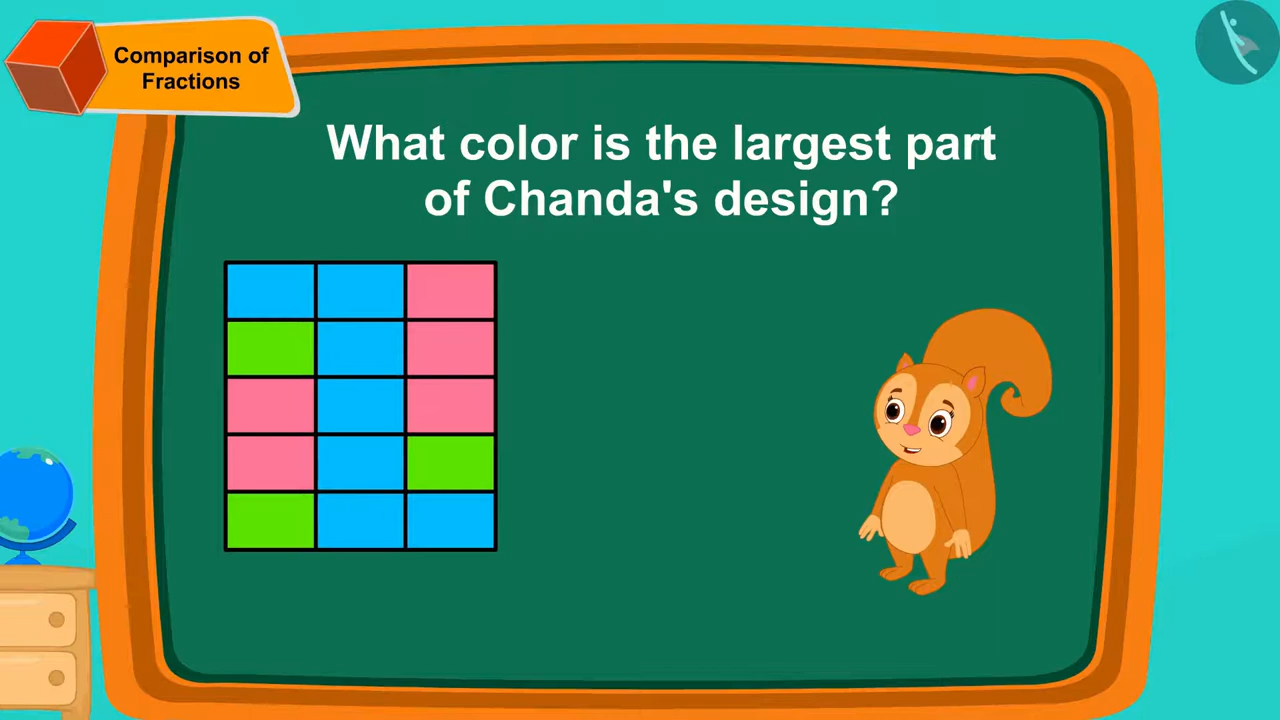 Comparison of
Fractions
What color is the largest part
of Chanda's design?